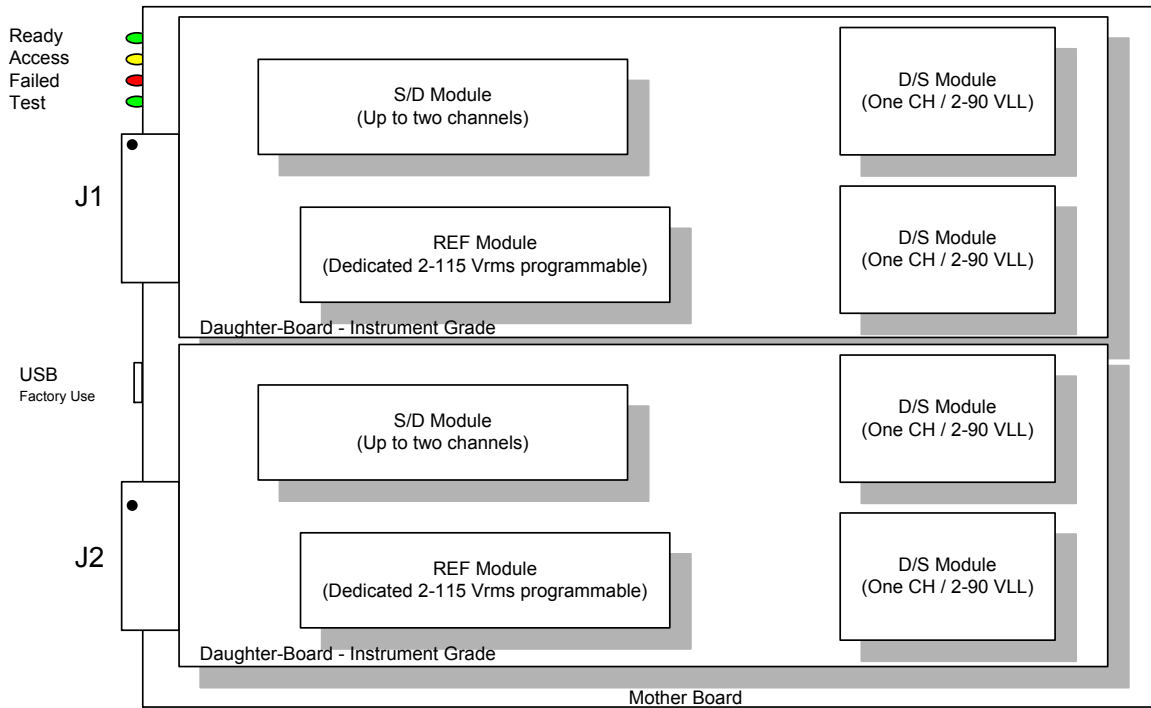 Ready
Access
Failed
Test
J1
S/D Module
(Up to two channels)
D/S Module
(One CH / 2-90 VLL)
REF Module
(Dedicated 2-115 Vrms programmable)
D/S Module
(One CH / 2-90 VLL)
Daughter-Board - Instrument Grade
USB
Factory Use
J2
S/D Module
(Up to two channels)
D/S Module
(One CH / 2-90 VLL)
REF Module
(Dedicated 2-115 Vrms programmable)
D/S Module
(One CH / 2-90 VLL)
Daughter-Board - Instrument Grade
Mother Board